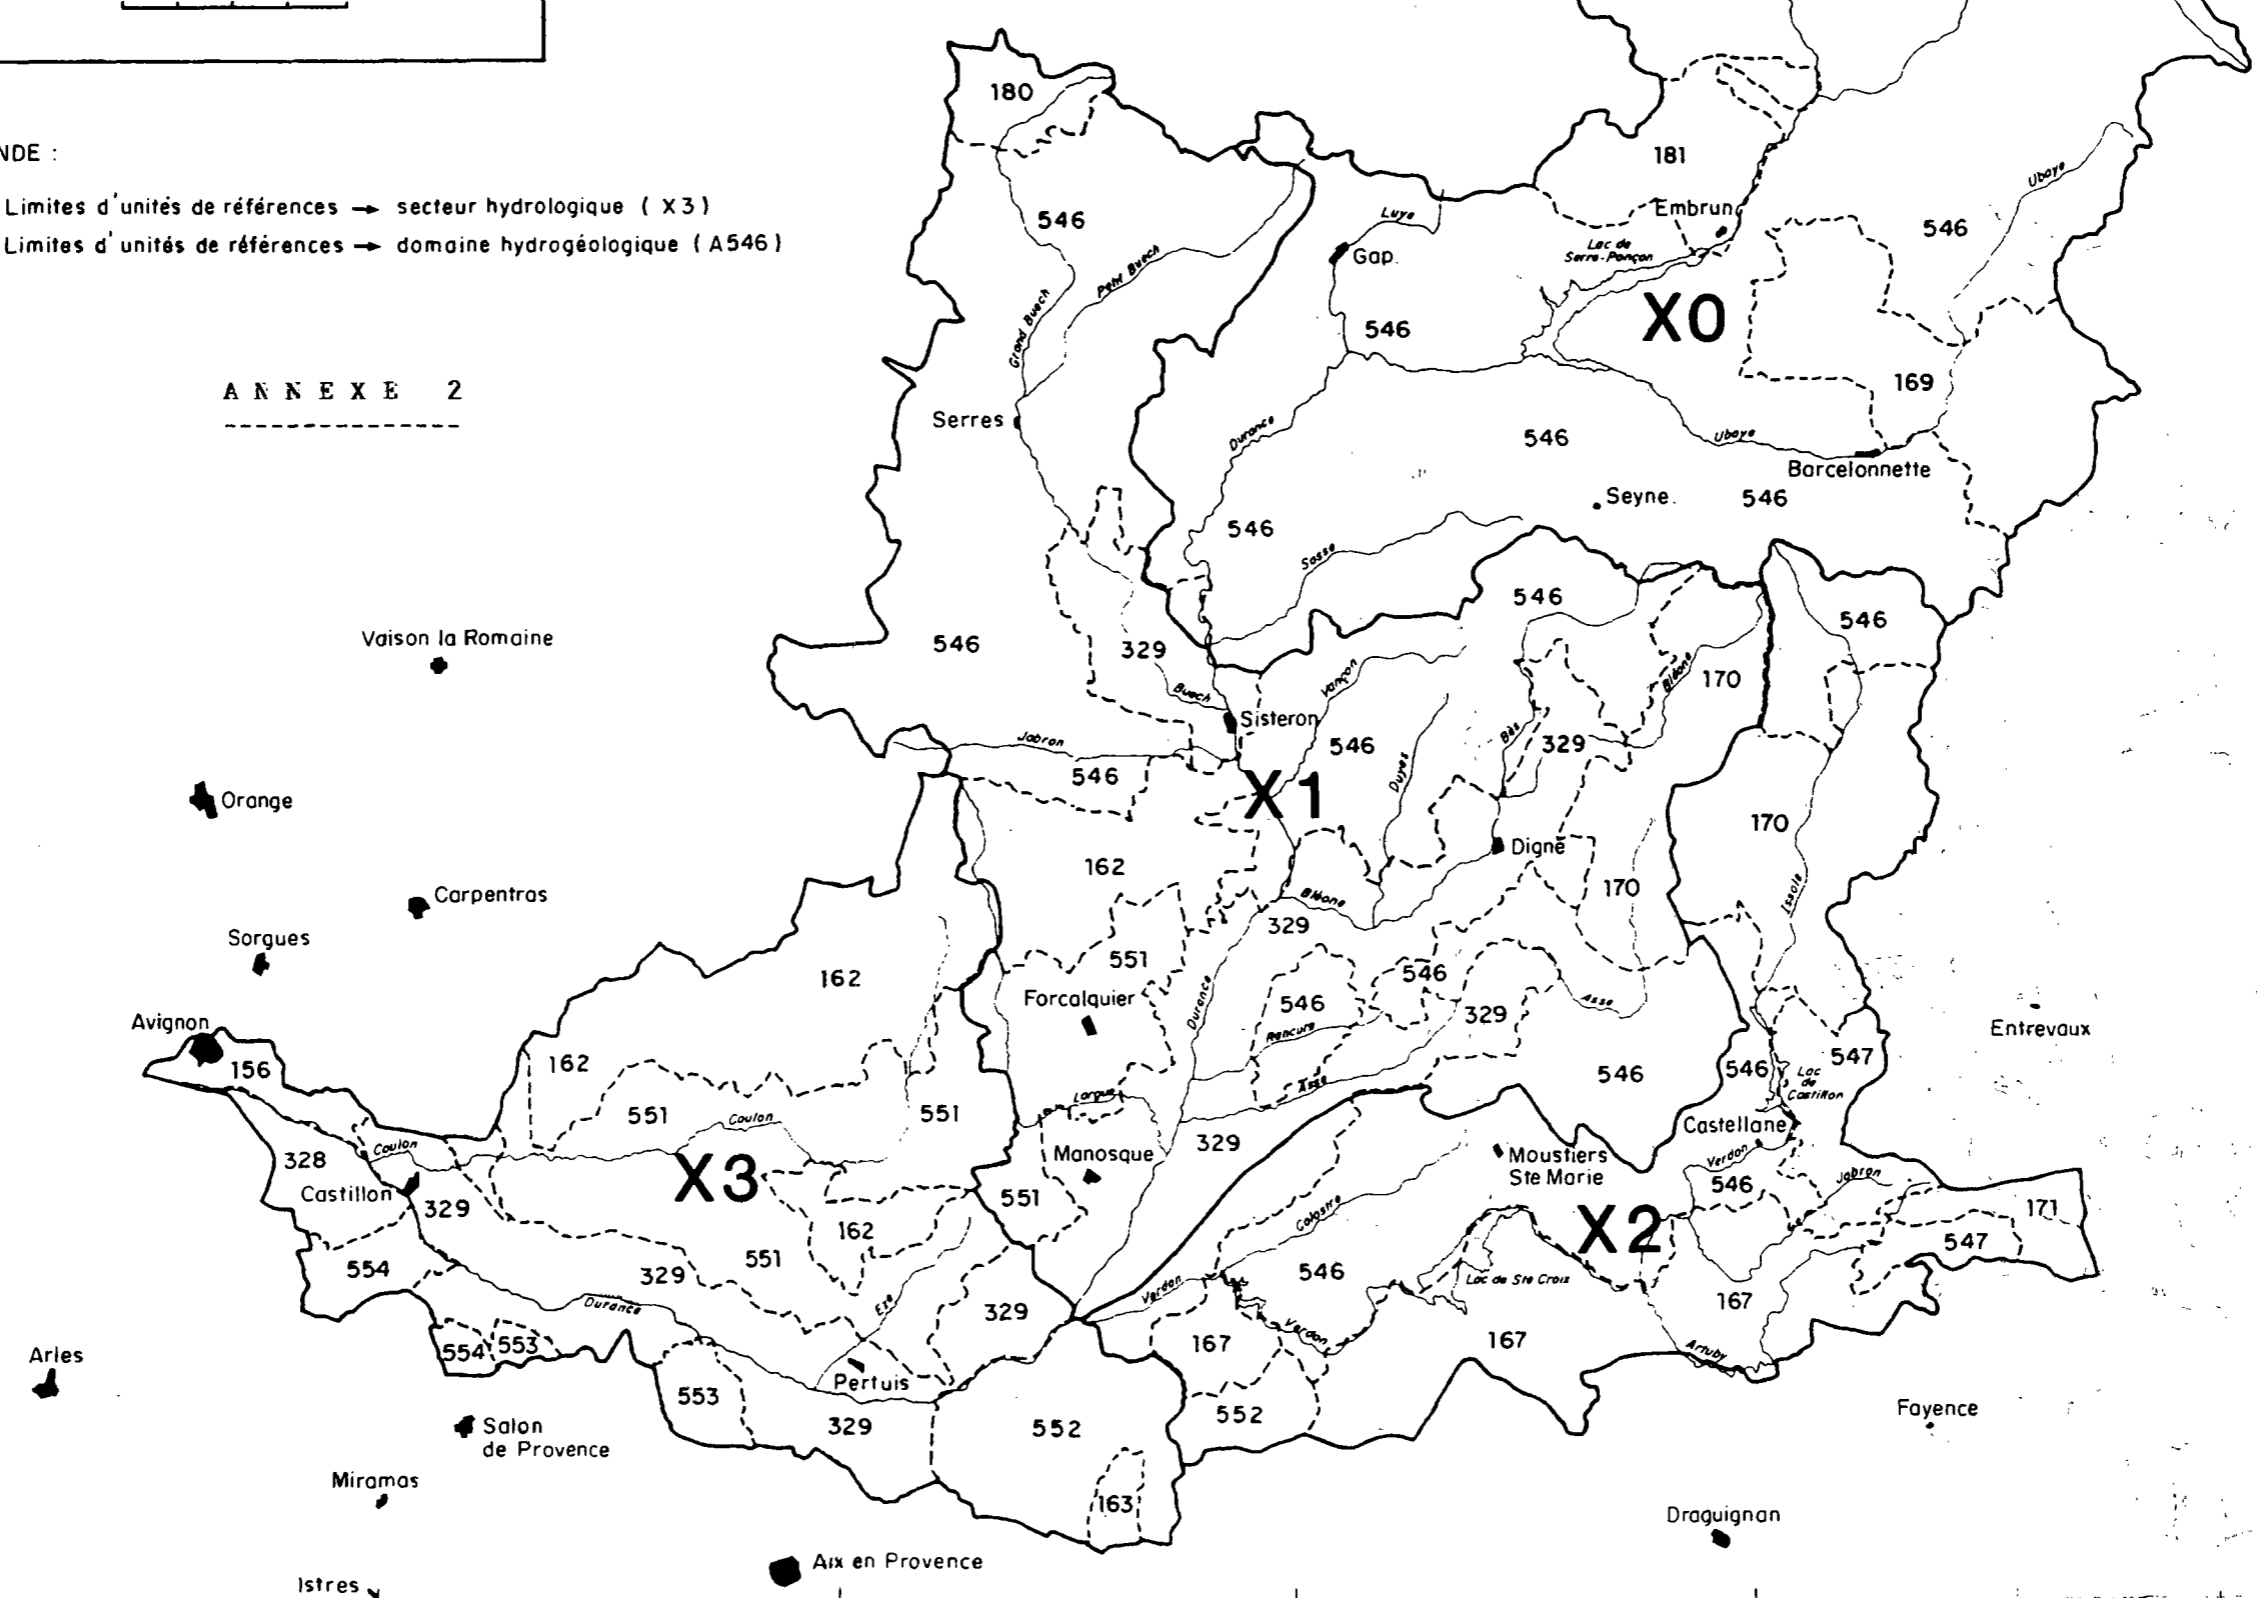 NDE :
Limites d'unités de références → secteur hydrologique ( X3 )
Limites d'unités de références → domaine hydrogéologique ( A546 )
ANNEXE 2
180
181
546
Ubaye
546
Luye
Embrun
Gap.
Lac de
Serre-Ponçon
Petit Buech
Grand Buech
X0
546
169
Serres
Durance
546
Ubaye
Barcelonnette
Seyne.
546
546
Sasse
546
546
Vaison la Romaine
546
329
Vançon
Bléone
170
Buech
Sisteron
Jabron
546
Bès
329
546
Duyes
X1
Orange
170
Digne
162
170
Carpentras
Bléone
Issole
329
Sorgues
551
162
546
Forcalquier
546
Durance
Asse
329
Rancure
Avignon
Entrevaux
547
162
156
546
546
Lac
de
Castillon
Asse
Largue
551
551
Coulon
Castellane
329
Coulon
Manosque
Moustiers
Ste Marie
Verdon
328
X3
Jabron
Castillon
546
551
329
171
Colostre
X2
162
547
551
554
329
546
Lac de Ste Croix
Verdon
Durance
Eze
329
167
Verdon
554
553
167
167
Artuby
Arles
Pertuis
553
Fayence
552
329
552
Salon
de Provence
Miramas
163
Draguignan
Aix en Provence
Istres